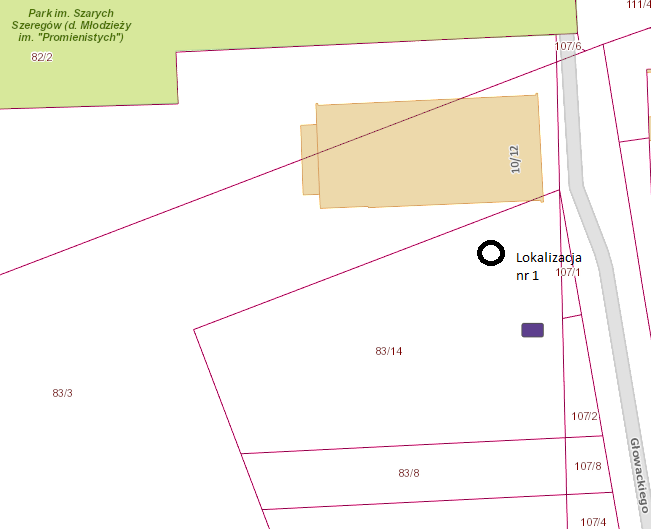 Park im. Szarych
Szeregów (d. Młodzieży
im. "Promienistych")
82/2
111/4
107/6
10/12
Lokalizacja
nr 1
107/1
83/14
83/3
107/2
83/8
107/8
Głowackiego
107/4